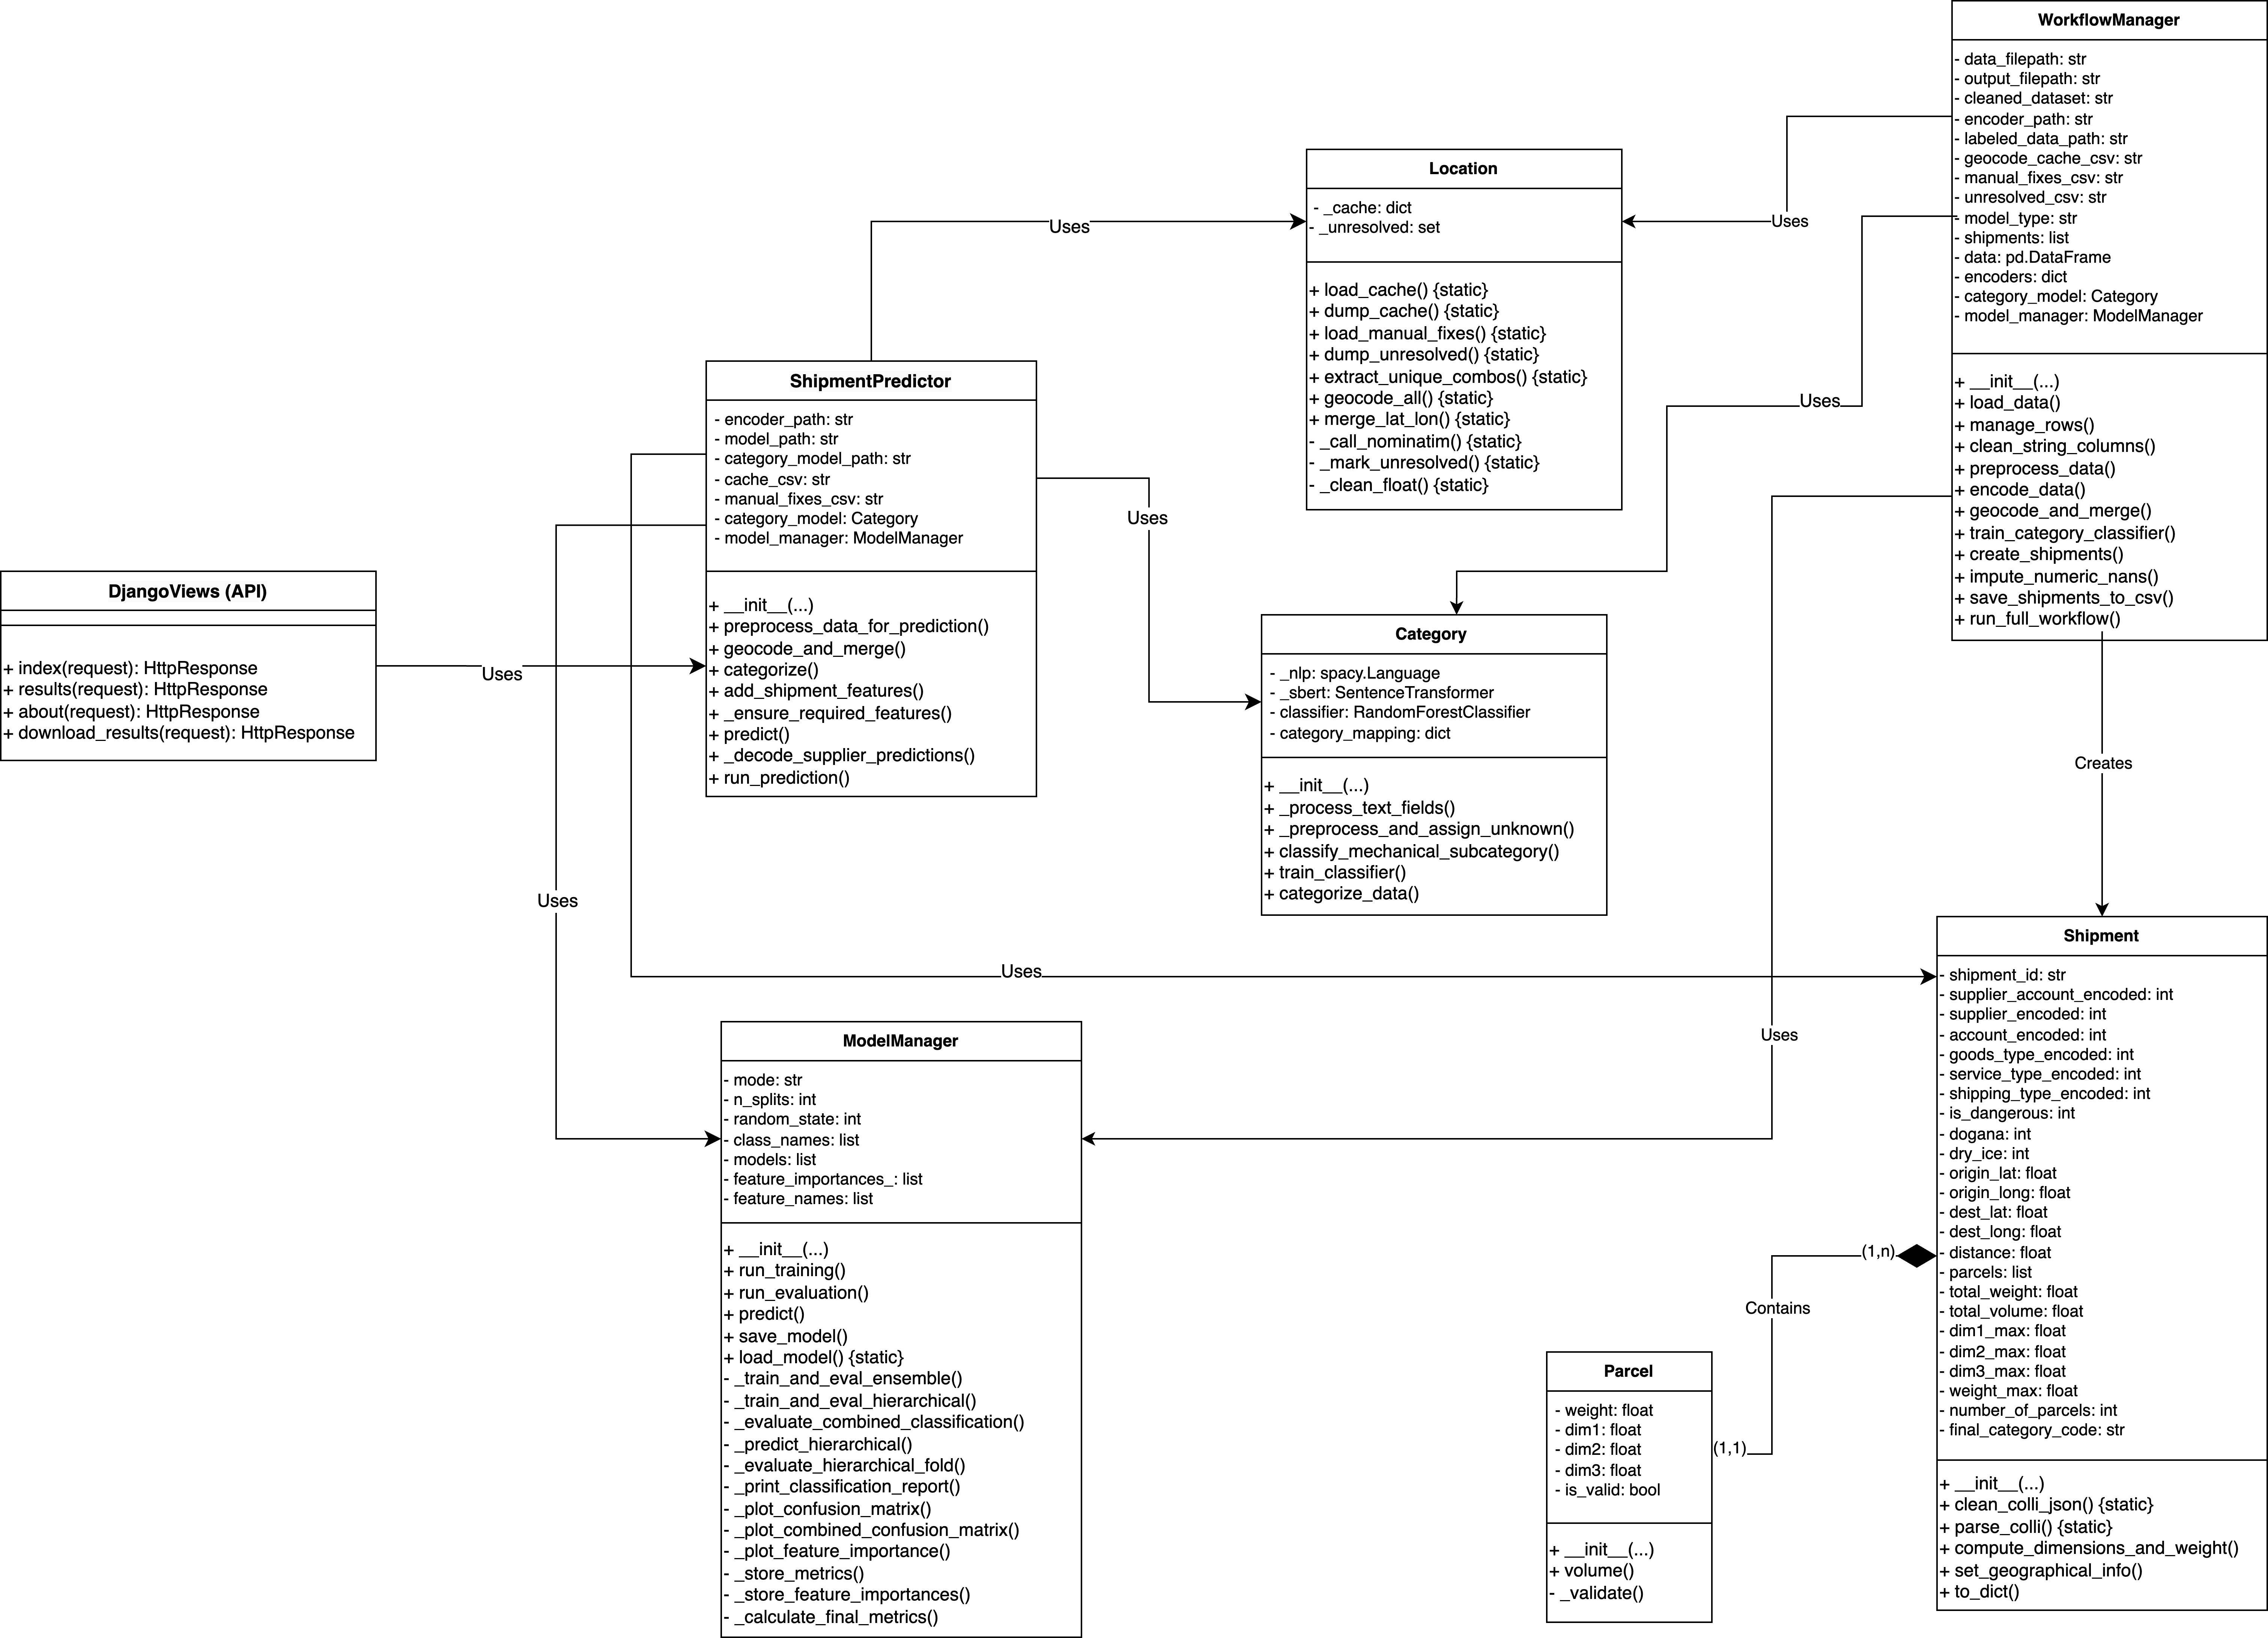 WorkflowManager
- data_filepath: str
- output_filepath: str
- cleaned_dataset: str
- encoder_path: str
- labeled_data_path: str
- geocode_cache_csv: str
- manual_fixes_csv: str
- unresolved_csv: str
- model_type: str
- shipments: list
- data: pd.DataFrame
- encoders: dict
- category_model: Category
- model_manager: ModelManager
+ __init__(...)
+ load_data()
+ manage_rows()
+ clean_string_columns()
+ preprocess_data()
+ encode_data()
+ geocode_and_merge()
+ train_category_classifier()
+ create_shipments()
+ impute_numeric_nans()
+ save_shipments_to_csv()
+ run_full_workflow()
Location
- _cache: dict
- _unresolved: set
+ load_cache() {static}
+ dump_cache() {static}
+ load_manual_fixes() {static}
+ dump_unresolved() {static}
+ extract_unique_combos() {static}
+ geocode_all() {static}
+ merge_lat_lon() {static}
- _call_nominatim() {static}
- _mark_unresolved() {static}
- _clean_float() {static}
Uses
Uses
Uses
ShipmentPredictor
- encoder_path: str
- model_path: str
- category_model_path: str
- cache_csv: str
- manual_fixes_csv: str
- category_model: Category
- model_manager: ModelManager
+ __init__(...)
+ preprocess_data_for_prediction()
+ geocode_and_merge()
+ categorize()
+ add_shipment_features()
+ _ensure_required_features()
+ predict()
+ _decode_supplier_predictions()
+ run_prediction()
Uses
DjangoViews (API)
+ index(request): HttpResponse
+ results(request): HttpResponse
+ about(request): HttpResponse
+ download_results(request): HttpResponse
Uses
Category
- _nlp: spacy.Language
- _sbert: SentenceTransformer
- classifier: RandomForestClassifier
- category_mapping: dict
+ __init__(...)
+ _process_text_fields()
+ _preprocess_and_assign_unknown()
+ classify_mechanical_subcategory()
+ train_classifier()
+ categorize_data()
Creates
Uses
Uses
Uses
ModelManager
- mode: str
- n_splits: int
- random_state: int
- class_names: list
- models: list
- feature_importances_: list
- feature_names: list
+ __init__(...)
+ run_training()
+ run_evaluation()
+ predict()
+ save_model()
+ load_model() {static}
- _train_and_eval_ensemble()
- _train_and_eval_hierarchical()
- _evaluate_combined_classification()
- _predict_hierarchical()
- _evaluate_hierarchical_fold()
- _print_classification_report()
- _plot_confusion_matrix()
- _plot_combined_confusion_matrix()
- _plot_feature_importance()
- _store_metrics()
- _store_feature_importances()
- _calculate_final_metrics()
Shipment
- shipment_id: str
- supplier_account_encoded: int
- supplier_encoded: int
- account_encoded: int
- goods_type_encoded: int
- service_type_encoded: int
- shipping_type_encoded: int
- is_dangerous: int
- dogana: int
- dry_ice: int
- origin_lat: float
- origin_long: float
- dest_lat: float
- dest_long: float
- distance: float
- parcels: list
- total_weight: float
- total_volume: float
- dim1_max: float
- dim2_max: float
- dim3_max: float
- weight_max: float
- number_of_parcels: int
- final_category_code: str
+ __init__(...)
+ clean_colli_json() {static}
+ parse_colli() {static}
+ compute_dimensions_and_weight()
+ set_geographical_info()
+ to_dict()
(1,n)
Contains
(1,1)
Parcel
- weight: float
- dim1: float
- dim2: float
- dim3: float
- is_valid: bool
+ __init__(...)
+ volume()
- _validate()